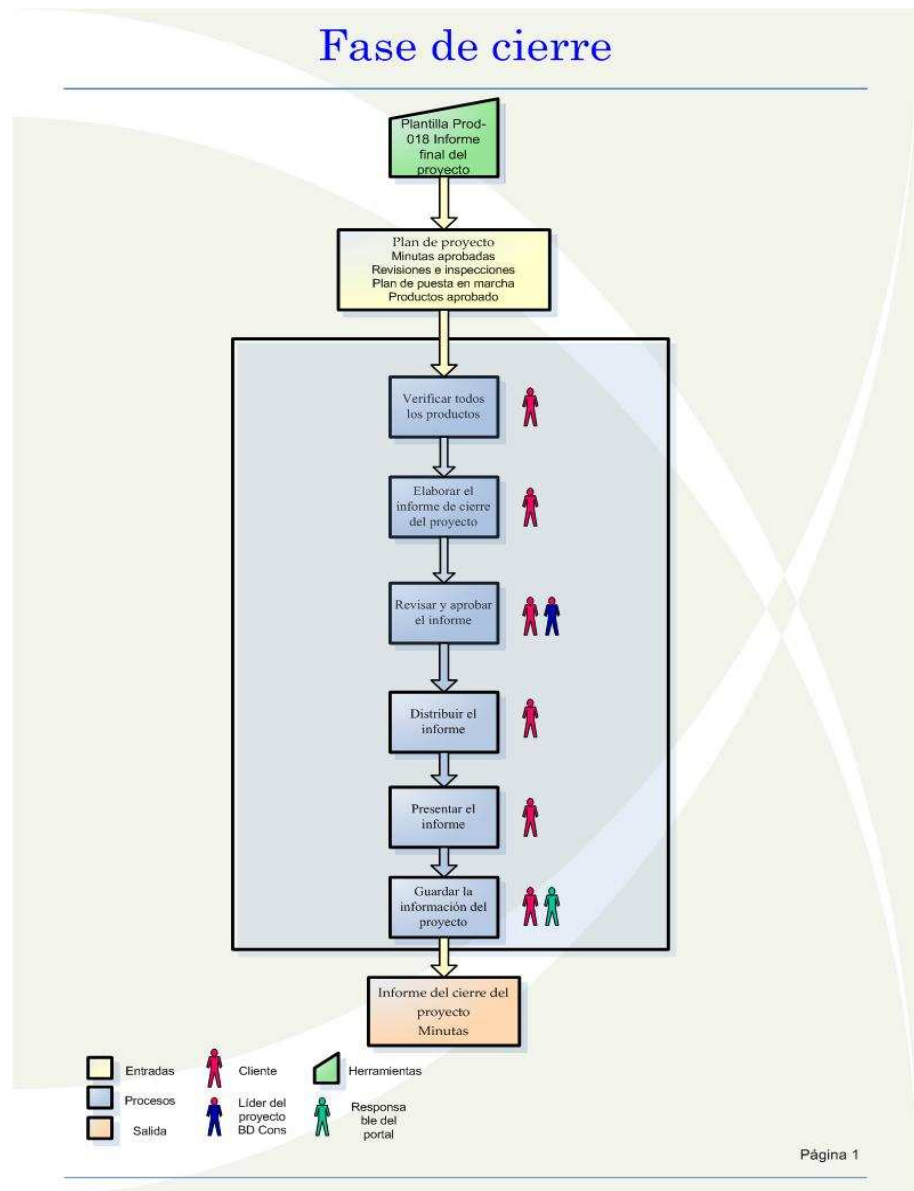 Fase de cierre
Plantilla Prod-
018 Informe
final del
proyecto
Plan de proyecto
Minutas aprobadas
Revisiones e inspecciones
Plan de puesta en marcha
Productos aprobado
Verificar todos
los productos
Elaborar el
informe de cierre
del proyecto
Revisar y aprobar
el informe
Distribuir el
informe
Presentar el
informe
Guardar la
información del
proyecto
Informe del cierre del
proyecto
Minutas
Entradas
Procesos
Salida
Cliente
Líder del
proyecto
BD Cons
Herramientas
Responsa
ble del
portal
Página 1